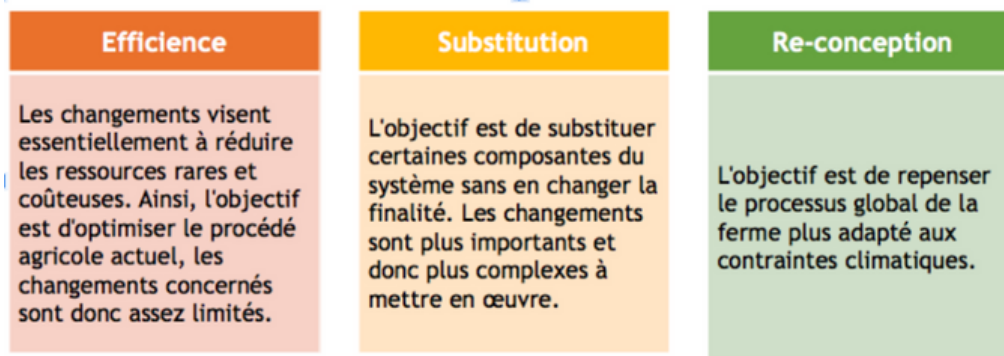 Efficience
Les changements visent
essentiellement à réduire
les ressources rares et
coûteuses. Ainsi, l'objectif
est d'optimiser le procédé
agricole actuel, les
changements concernés
sont donc assez limités.
Substitution
L'objectif est de substituer
certaines composantes du
système sans en changer la
finalité. Les changements
sont plus importants et
donc plus complexes à
mettre en œuvre.
Re-conception
L'objectif est de repenser
le processus global de la
ferme plus adapté aux
contraintes climatiques.